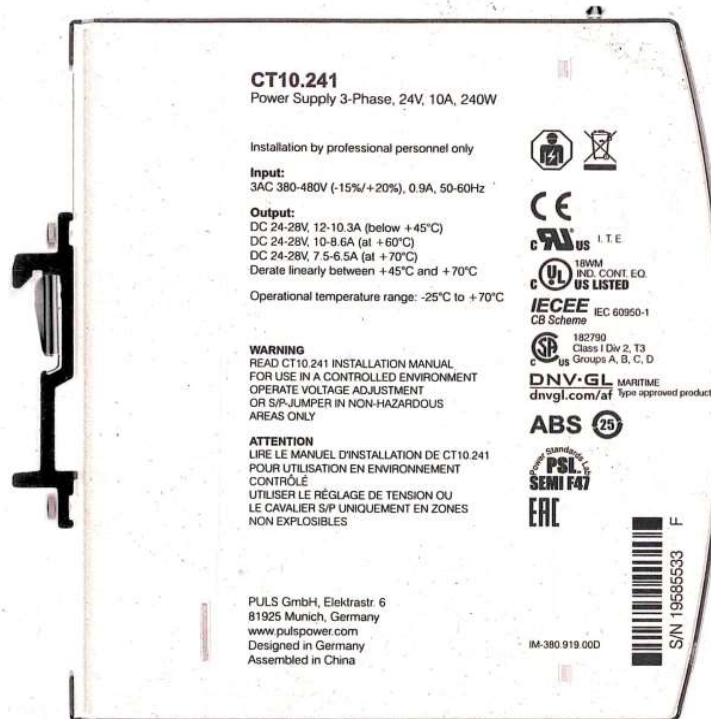 CT10.241
Power Supply 3-Phase, 24V, 10A, 240W
Installation by professional personnel only
Input:
3AC 380-480V (-15%/+20%), 0.9A, 50-60Hz
Output:
DC 24-28V, 12-10.3A (below +45°C)
DC 24-28V, 10-8.6A (at +60°C)
DC 24-28V, 7.5-6.5A (at +70°C)
Derate linearly between +45°C and +70°C
Operational temperature range: -25°C to +70°C
WARNING
READ CT10.241 INSTALLATION MANUAL
FOR USE IN A CONTROLLED ENVIRONMENT
OPERATE VOLTAGE ADJUSTMENT
OR S/P-JUMPER IN NON-HAZARDOUS
AREAS ONLY
ATTENTION
LIRE LE MANUEL D'INSTALLATION DE CT10.241
POUR UTILISATION EN ENVIRONNEMENT
CONTRÔLÉ
UTILISER LE RÉGLAGE DE TENSION OU
LE CAVALIER S/P UNIQUEMENT EN ZONES
NON EXPLOSIBLES
PULS GmbH, Elektrastr. 6
81925 Munich, Germany
www.pulspower.com
Designed in Germany
Assembled in China
CE
C RU US I.T.E.
C UL 18WM
IND. CONT. EQ.
US LISTED
IECEE IEC 60950-1
CB Scheme
C SA US 182790
Class I Div 2, T3
Groups A, B, C, D
DNV·GL MARITIME
dnvgl.com/af Type approved product
ABS 25
Power Standards Lab
PSL
SEMI F47
EAC
IM-380.919.00D
S/N 19585533 F